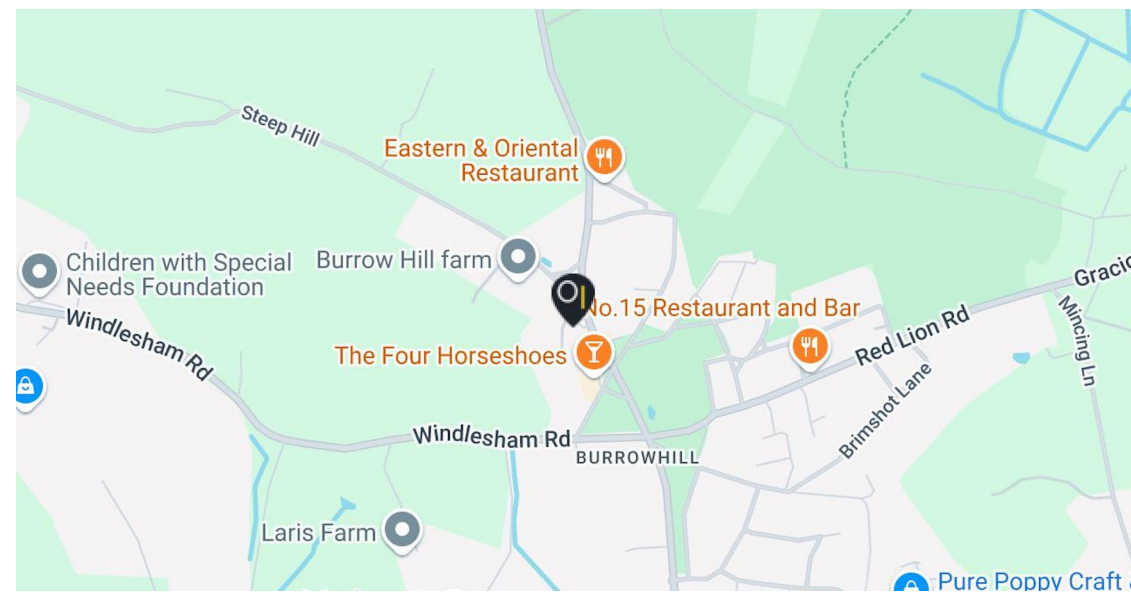 Steep Hill
Eastern & Oriental
Restaurant
Burrow Hill farm
Children with Special
Needs Foundation
No.15 Restaurant and Bar
Windlesham Rd
The Four Horseshoes
Red Lion Rd
Mincing Ln
Brimshot Lane
Windlesham Rd
BURROWHILL
Laris Farm
Pure Poppy Craft